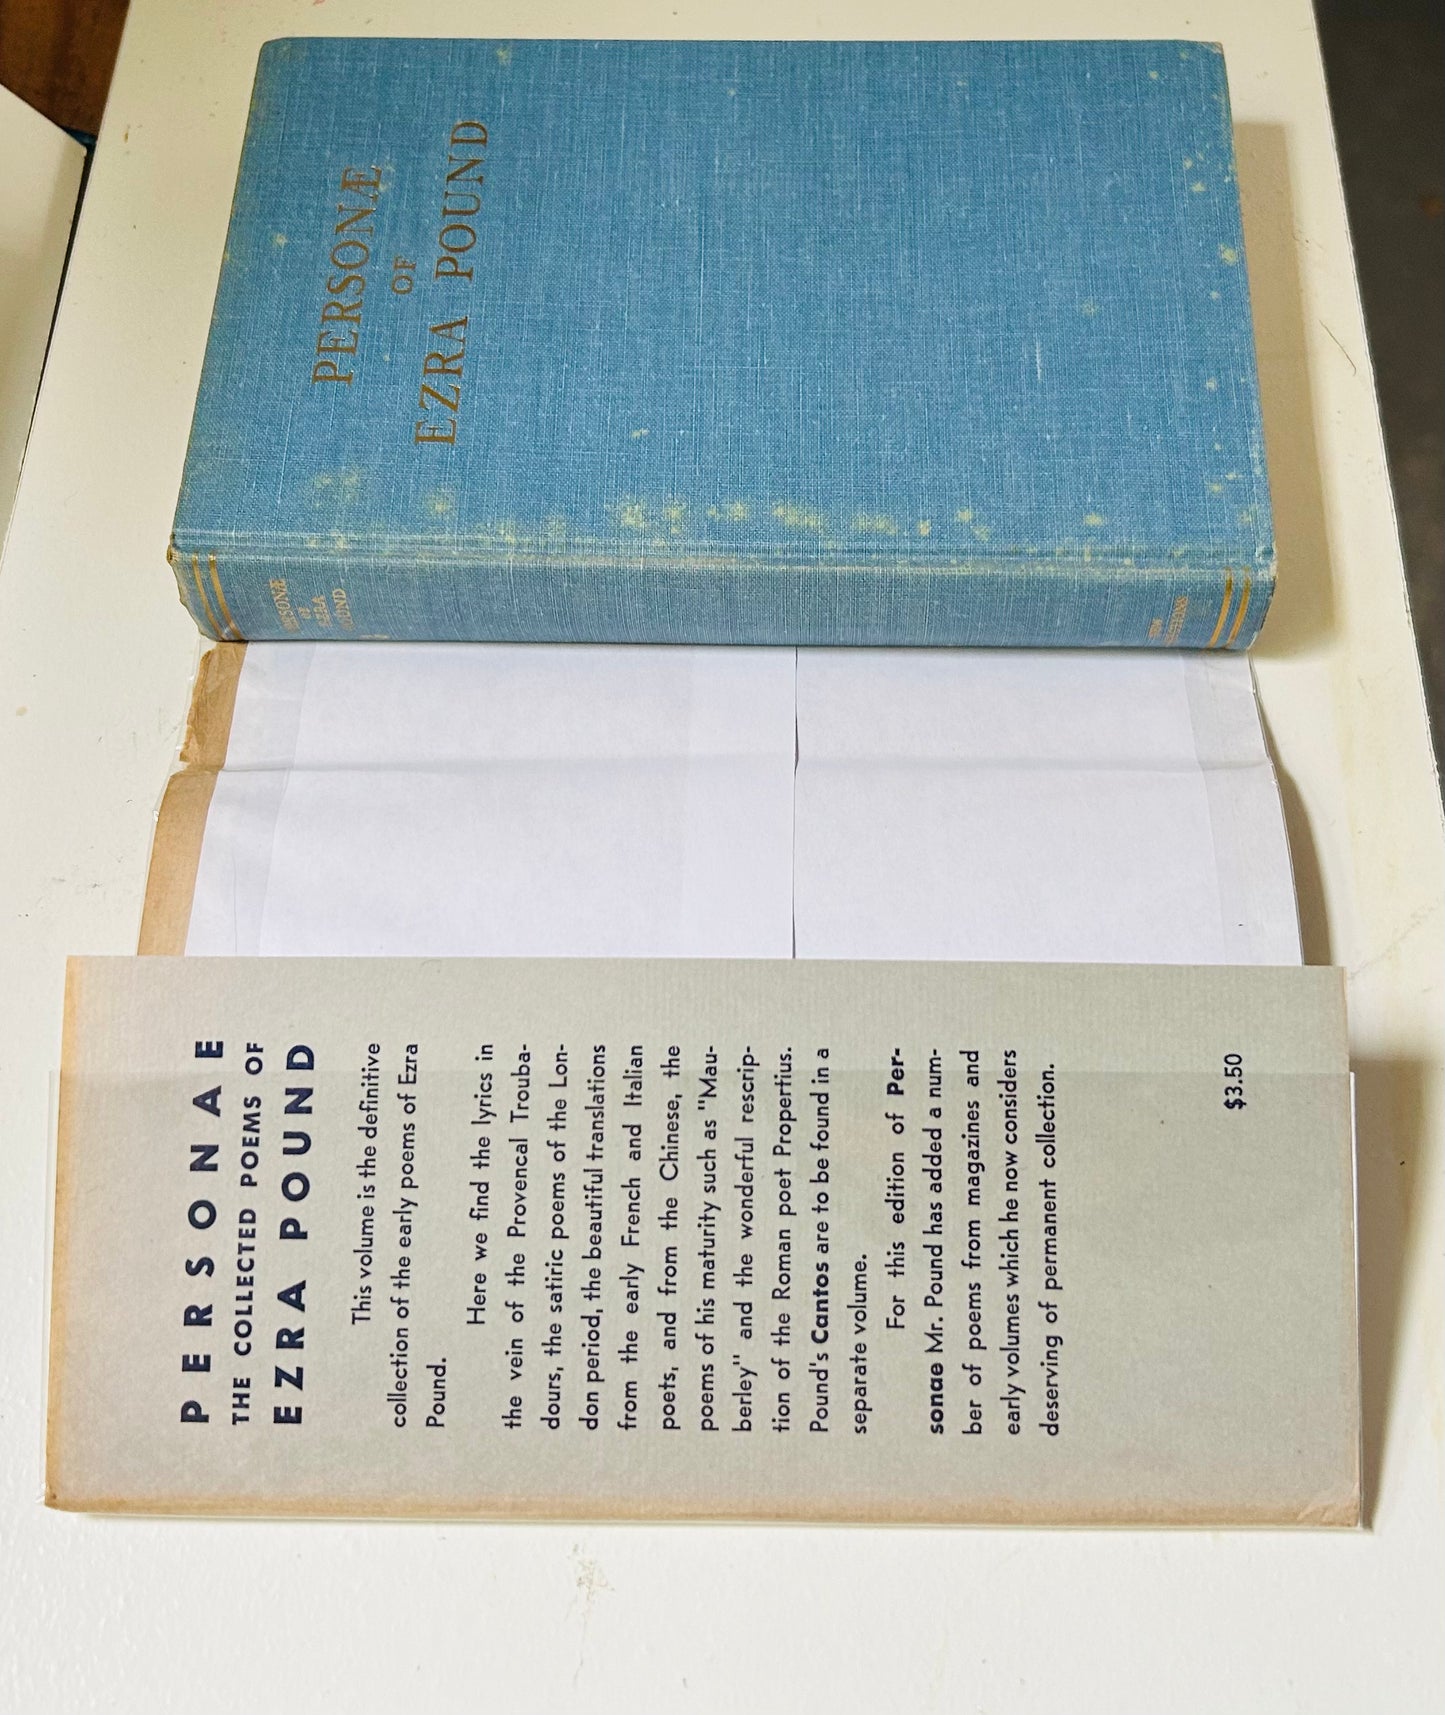 PERSONÆ
OF
EZRA POUND
PERSONÆ
OF
EZRA
POUND
NEW
DIRECTIONS
PERSONAE
THE COLLECTED POEMS OF
EZRA POUND
This volume is the definitive
collection of the early poems of Ezra
Pound.
Here we find the lyrics in
the vein of the Provencal Trouba-
dours, the satiric poems of the Lon-
don period, the beautiful translations
from the early French and Italian
poets, and from the Chinese, the
poems of his maturity such as "Mau-
berley" and the wonderful rescrip-
tion of the Roman poet Propertius.
Pound's Cantos are to be found in a
separate volume.
For this edition of Per-
sonae Mr. Pound has added a num-
ber of poems from magazines and
early volumes which he now considers
deserving of permanent collection.
$3.50